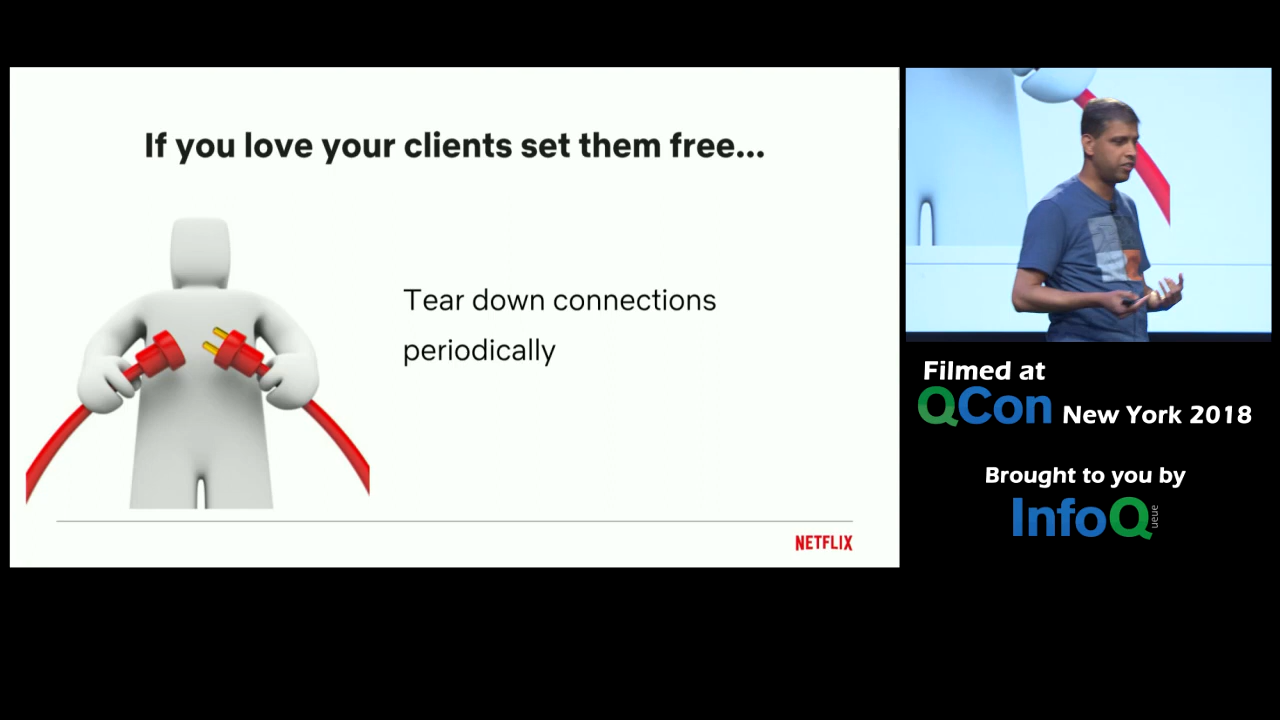 If you love your clients set them free...
Tear down connections
periodically
NETFLIX
Filmed at
QCon New York 2018
Brought to you by
InfoQ
ueue